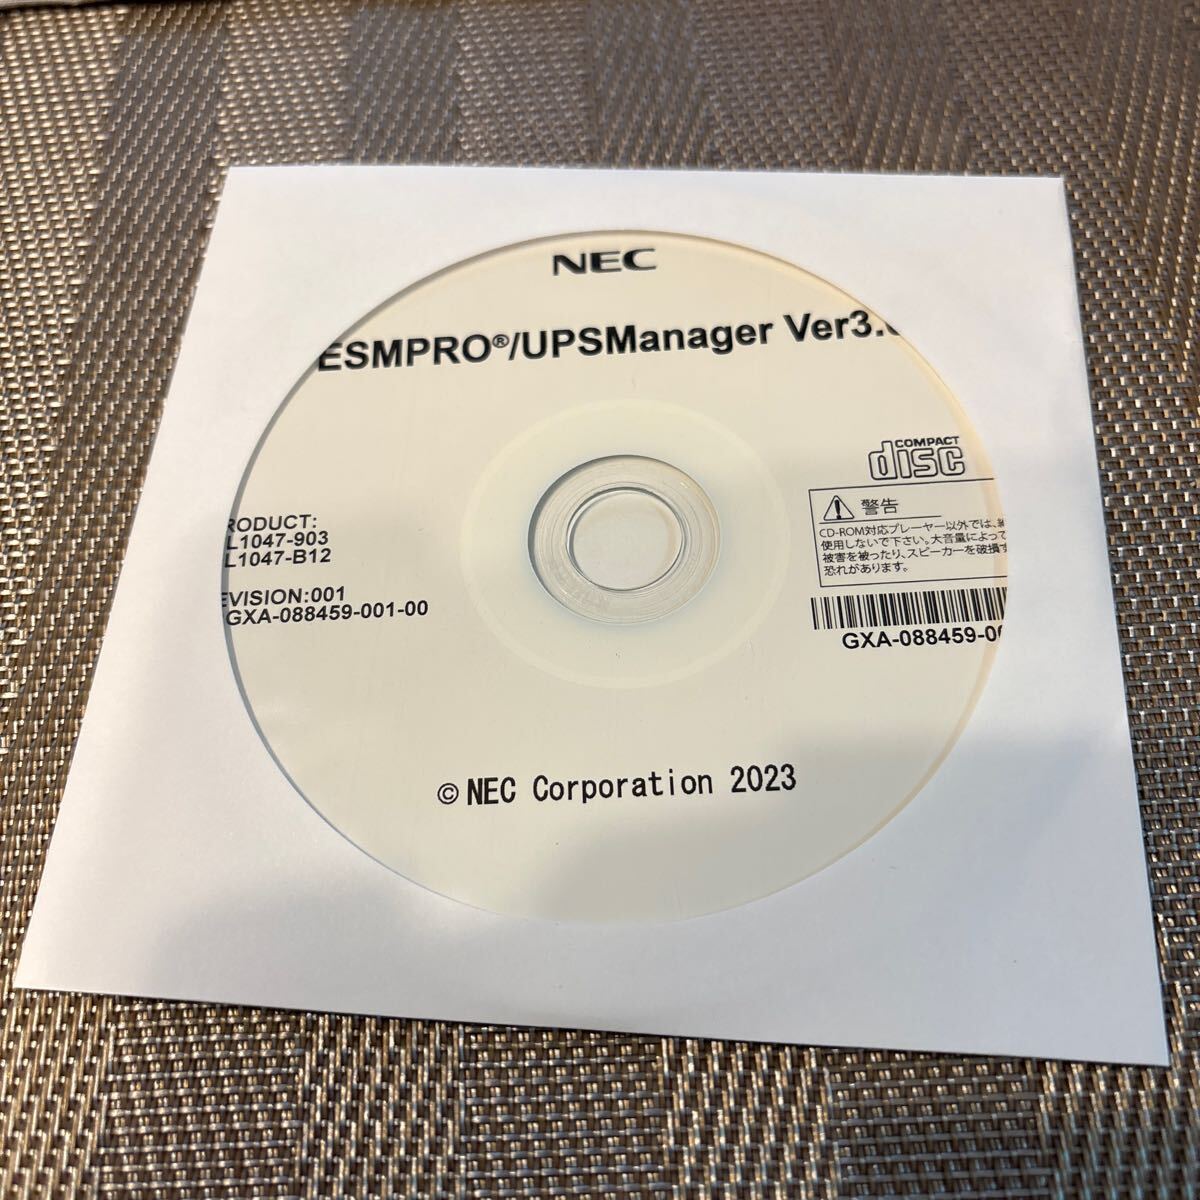 NEC
ESMPRO®/UPSManager Ver3.
COMPACT
disc
警告
CD-ROM対応プレーヤー以外では、絶
使用しないで下さい。大音量によって
被害を被ったり、スピーカーを破損す
恐れがあります。
RODUCT:
L1047-903
L1047-B12
EVISION:001
GXA-088459-001-00
GXA-088459-0
© NEC Corporation 2023